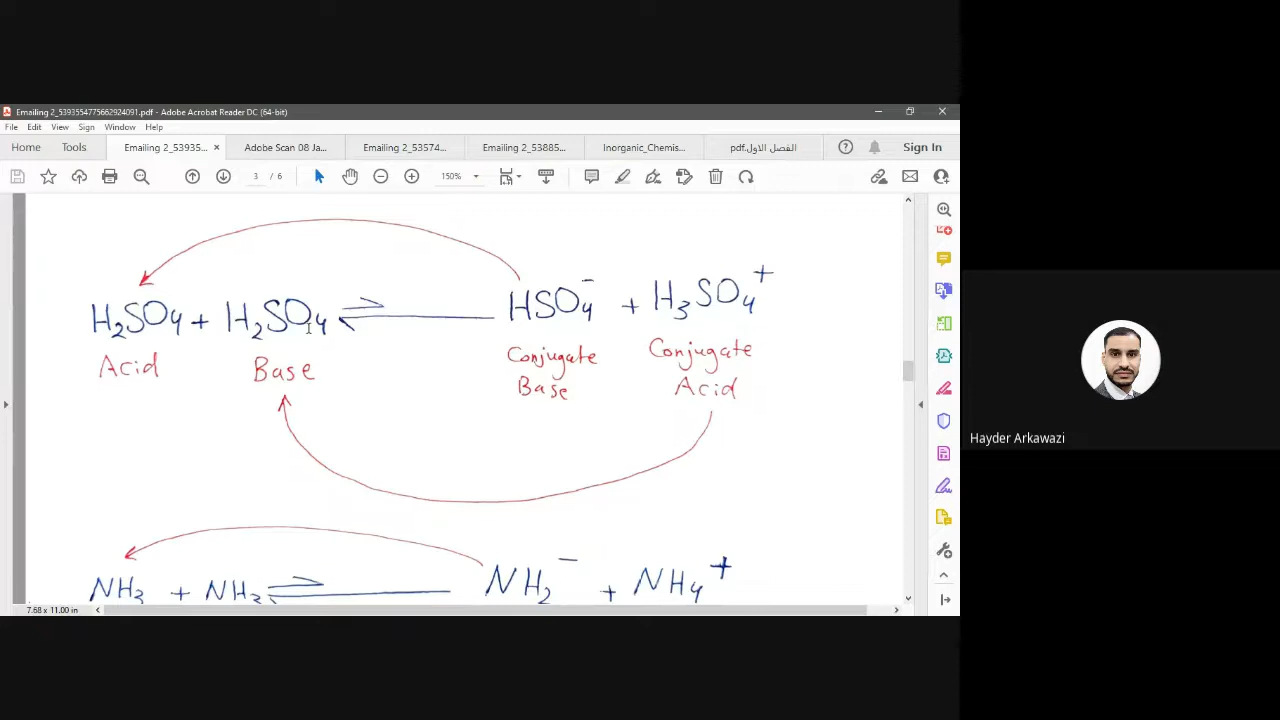 Emailing 2_5393554775662924091.pdf - Adobe Acrobat Reader DC (64-bit)
File Edit View Sign Window Help
Home Tools Emailing 2_53935... × Adobe Scan 08 Ja... Emailing 2_53574... Emailing 2_53885... Inorganic_Chemis... الفصل الاول.pdf Sign In
3 / 6 150%
H₂SO₄ + H₂SO₄ ⇌ HSO₄⁻ + H₃SO₄⁺
Acid Base Conjugate Base Conjugate Acid
NH₃ + NH₃ ⇌ NH₂⁻ + NH₄⁺
7.68 x 11.00 in
Hayder Arkawazi